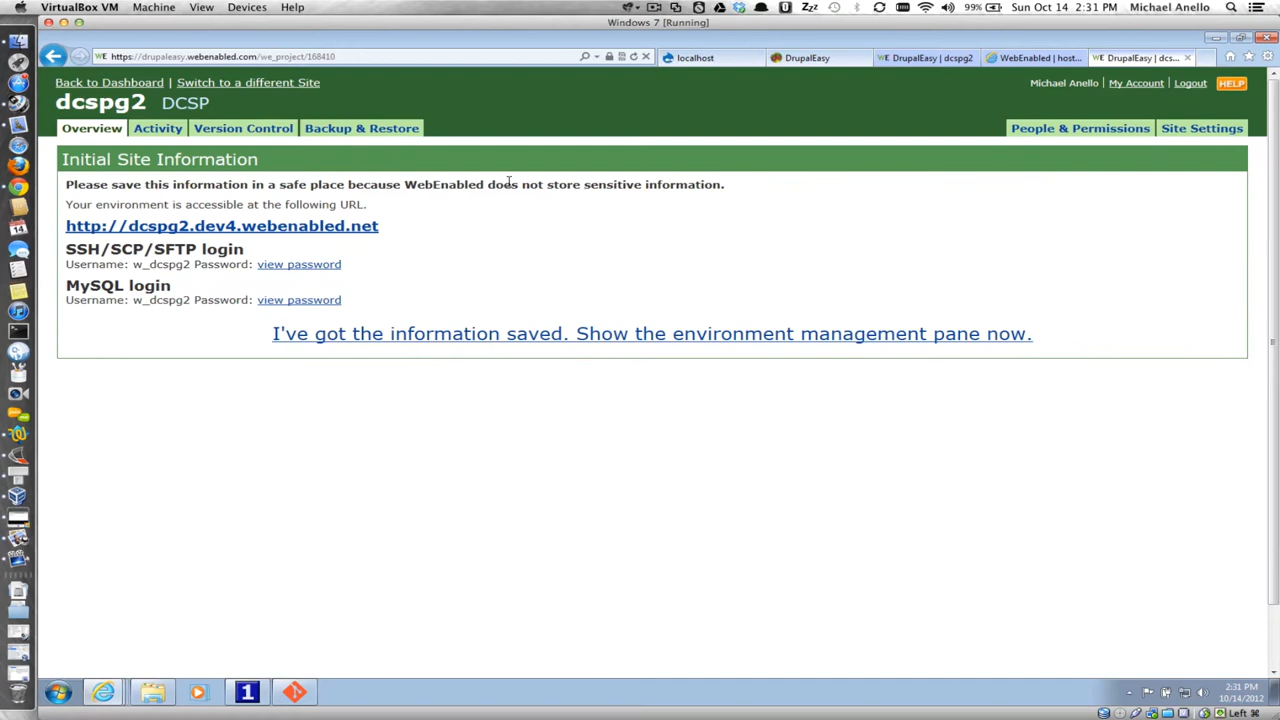 VirtualBox VM Machine View Devices Help
99% Sun Oct 14 2:31 PM Michael Anello
Windows 7 [Running]
https://drupaleasy.webenabled.com/we_project/168410
localhost
DrupalEasy
WE DrupalEasy | dcspg2
WebEnabled | host...
WE DrupalEasy | dcs...
Back to Dashboard | Switch to a different Site
Michael Anello | My Account | Logout HELP
dcspg2 DCSP
Overview Activity Version Control Backup & Restore People & Permissions Site Settings
Initial Site Information
Please save this information in a safe place because WebEnabled does not store sensitive information.
Your environment is accessible at the following URL.
http://dcspg2.dev4.webenabled.net
SSH/SCP/SFTP login
Username: w_dcspg2 Password: view password
MySQL login
Username: w_dcspg2 Password: view password
I've got the information saved. Show the environment management pane now.
1
2:31 PM
10/14/2012
Left ⌘